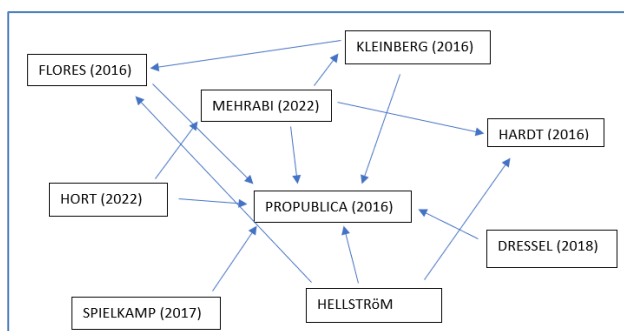 KLEINBERG (2016)
FLORES (2016)
MEHRABI (2022)
HARDT (2016)
HORT (2022)
PROPUBLICA (2016)
DRESSEL (2018)
SPIELKAMP (2017)
HELLSTRöM